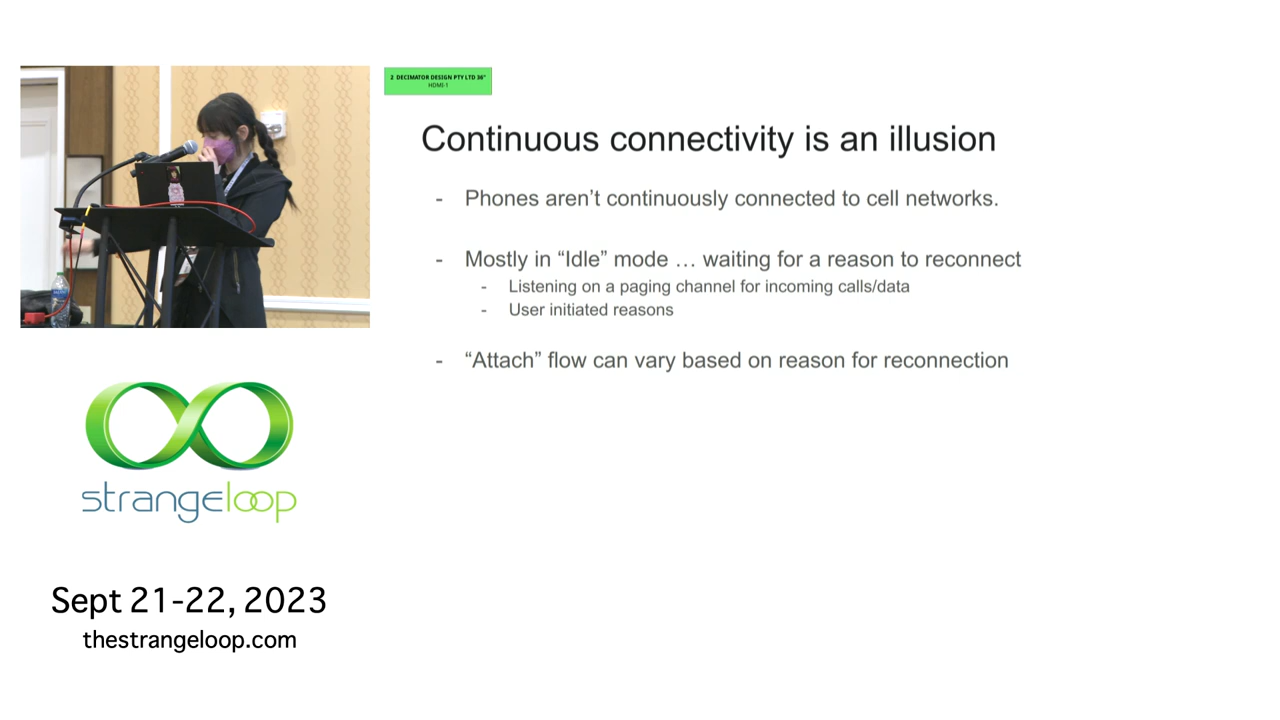 2 DECIMATOR DESIGN PTY LTD 36"
HDMI-1
Continuous connectivity is an illusion
- Phones aren’t continuously connected to cell networks.
- Mostly in “Idle” mode … waiting for a reason to reconnect
- Listening on a paging channel for incoming calls/data
- User initiated reasons
- “Attach” flow can vary based on reason for reconnection
strangeloop
Sept 21-22, 2023
thestrangeloop.com